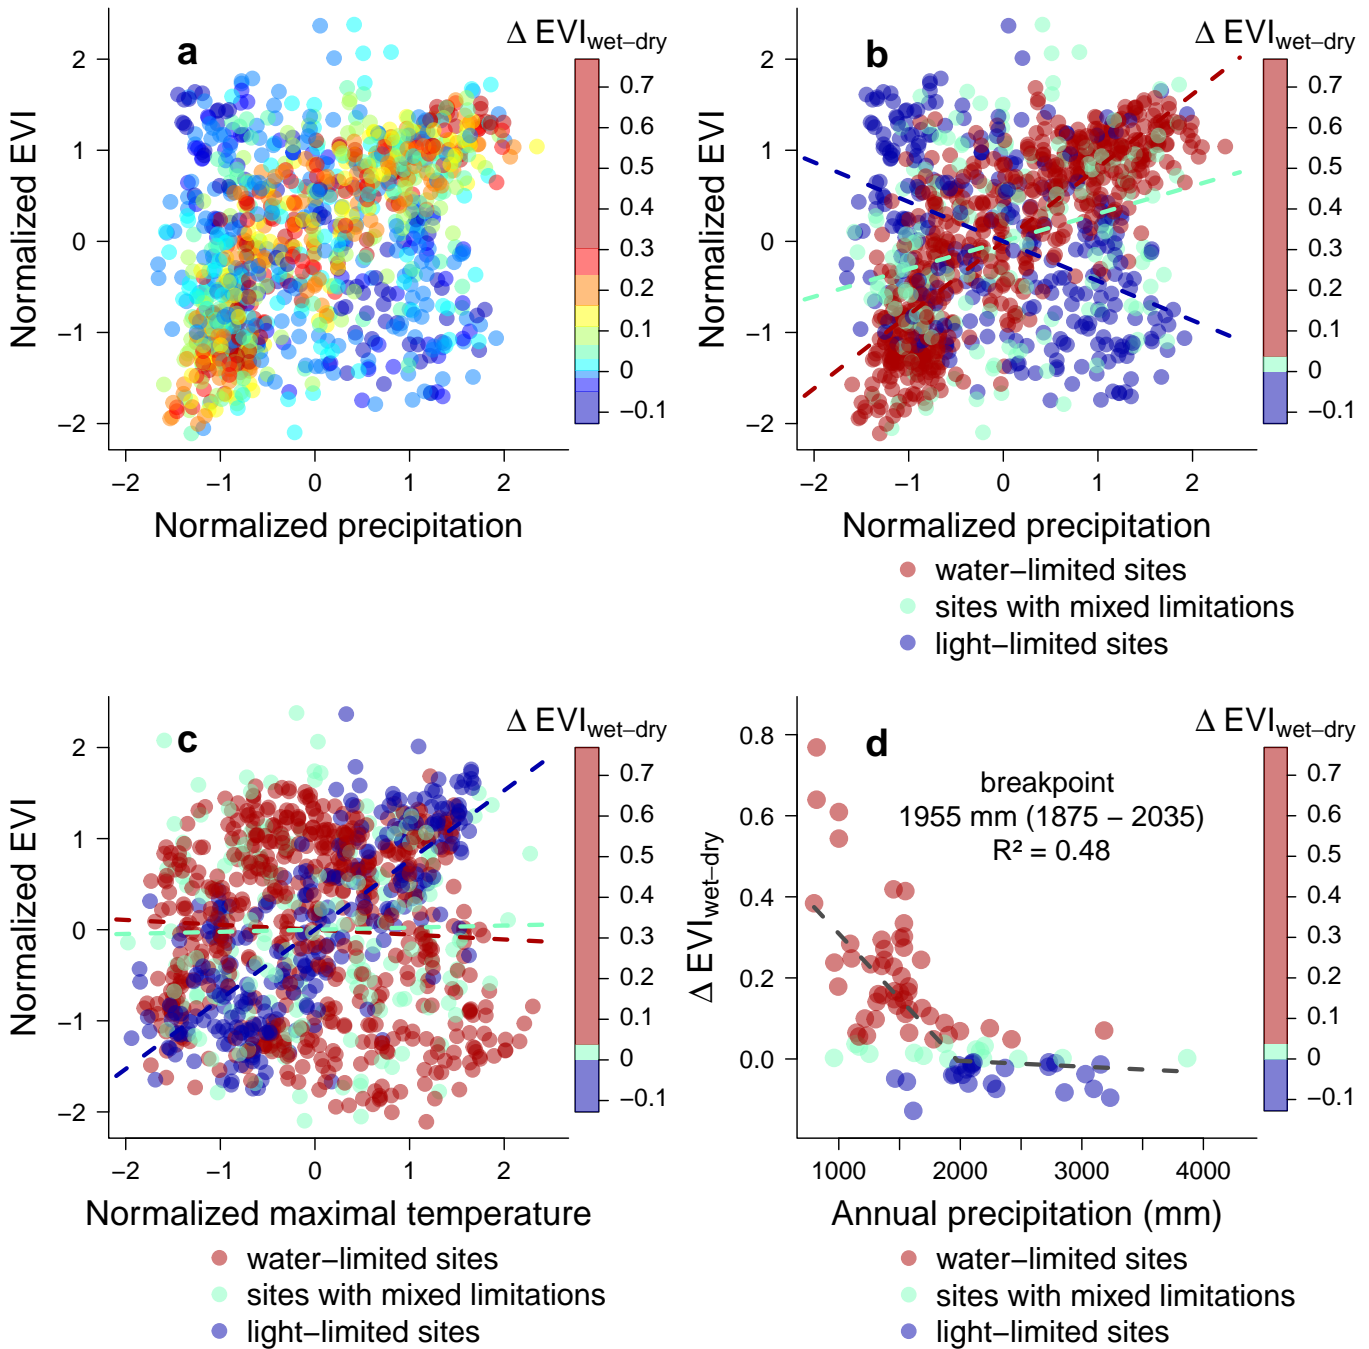 a
Δ EVIwet−dry
Normalized EVI
2
1
0
−1
−2
−2 −1 0 1 2
Normalized precipitation
0.7
0.6
0.5
0.4
0.3
0.2
0.1
0
−0.1
b
Δ EVIwet−dry
Normalized EVI
2
1
0
−1
−2
−2 −1 0 1 2
Normalized precipitation
0.7
0.6
0.5
0.4
0.3
0.2
0.1
0
−0.1
water−limited sites
sites with mixed limitations
light−limited sites
c
Δ EVIwet−dry
Normalized EVI
2
1
0
−1
−2
−2 −1 0 1 2
Normalized maximal temperature
0.7
0.6
0.5
0.4
0.3
0.2
0.1
0
−0.1
water−limited sites
sites with mixed limitations
light−limited sites
d
Δ EVIwet−dry
breakpoint
1955 mm (1875 − 2035)
R² = 0.48
Δ EVIwet−dry
0.8
0.6
0.4
0.2
0.0
1000 2000 3000 4000
Annual precipitation (mm)
0.7
0.6
0.5
0.4
0.3
0.2
0.1
0
−0.1
water−limited sites
sites with mixed limitations
light−limited sites